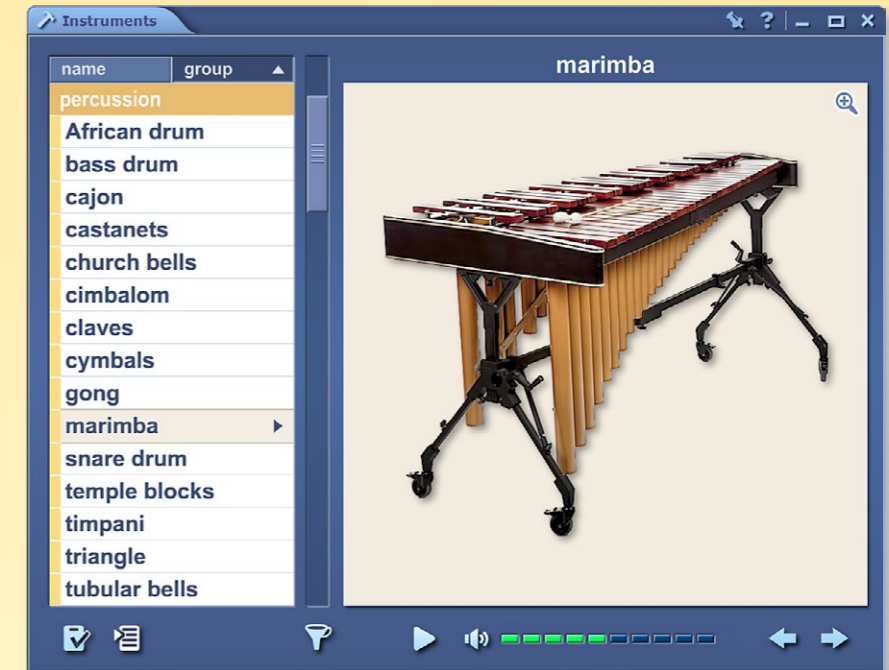 Instruments
?
name group
marimba
percussion
African drum
bass drum
cajon
castanets
church bells
cimbalom
claves
cymbals
gong
marimba
snare drum
temple blocks
timpani
triangle
tubular bells